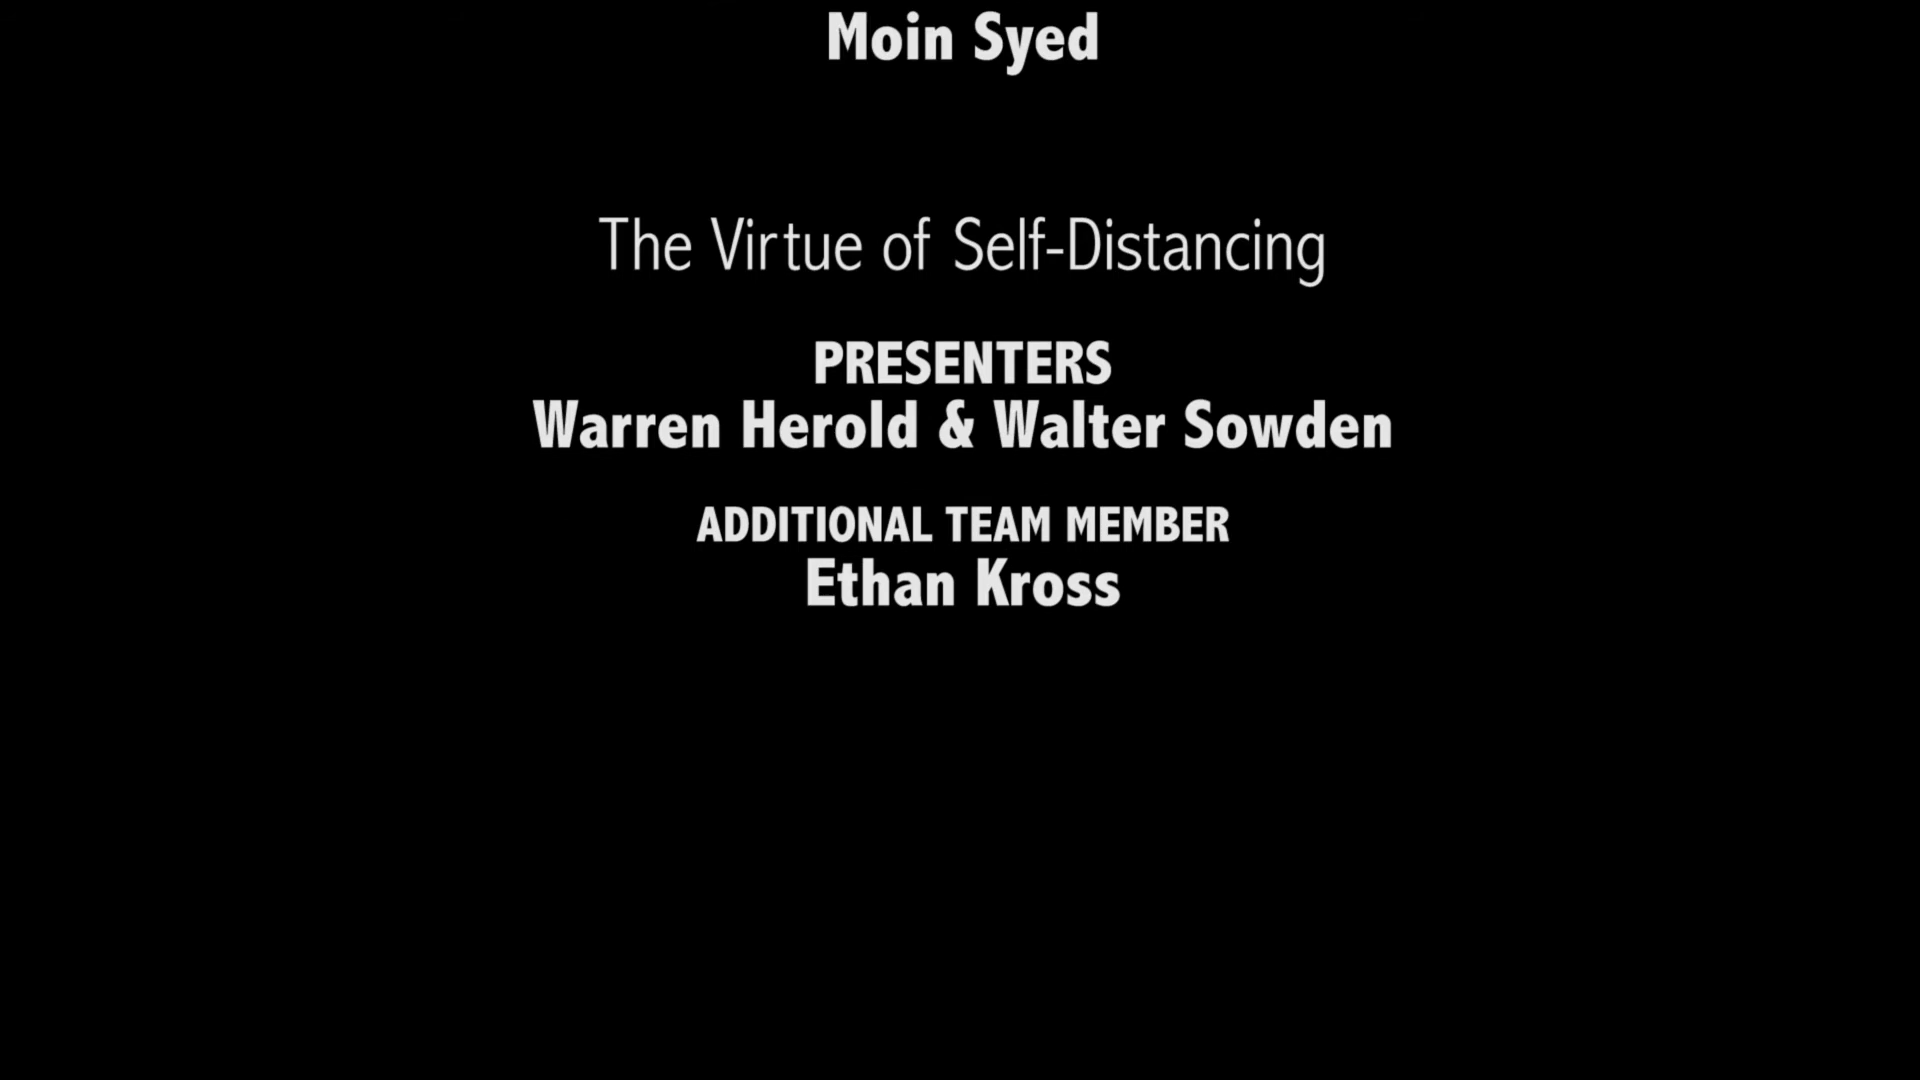 Moin Syed
The Virtue of Self-Distancing
PRESENTERS
Warren Herold & Walter Sowden
ADDITIONAL TEAM MEMBER
Ethan Kross